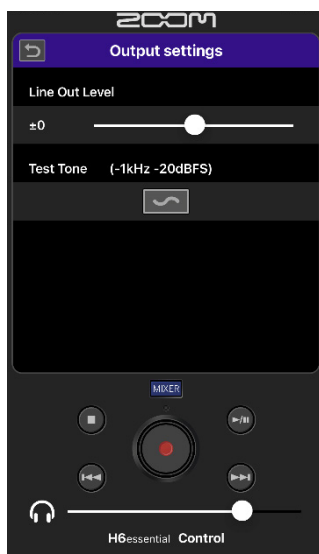 ZOOM
Output settings
Line Out Level
±0
Test Tone (-1kHz -20dBFS)
MIXER
H6essential Control